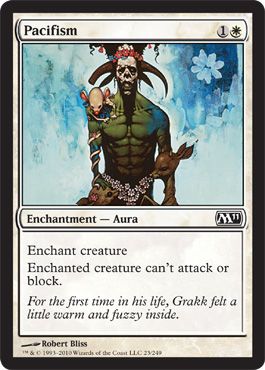 Pacifism 1
Enchantment — Aura M11
Enchant creature
Enchanted creature can't attack or
block.
For the first time in his life, Grakk felt a
little warm and fuzzy inside.
Robert Bliss
™ & © 1993–2010 Wizards of the Coast LLC 23/249